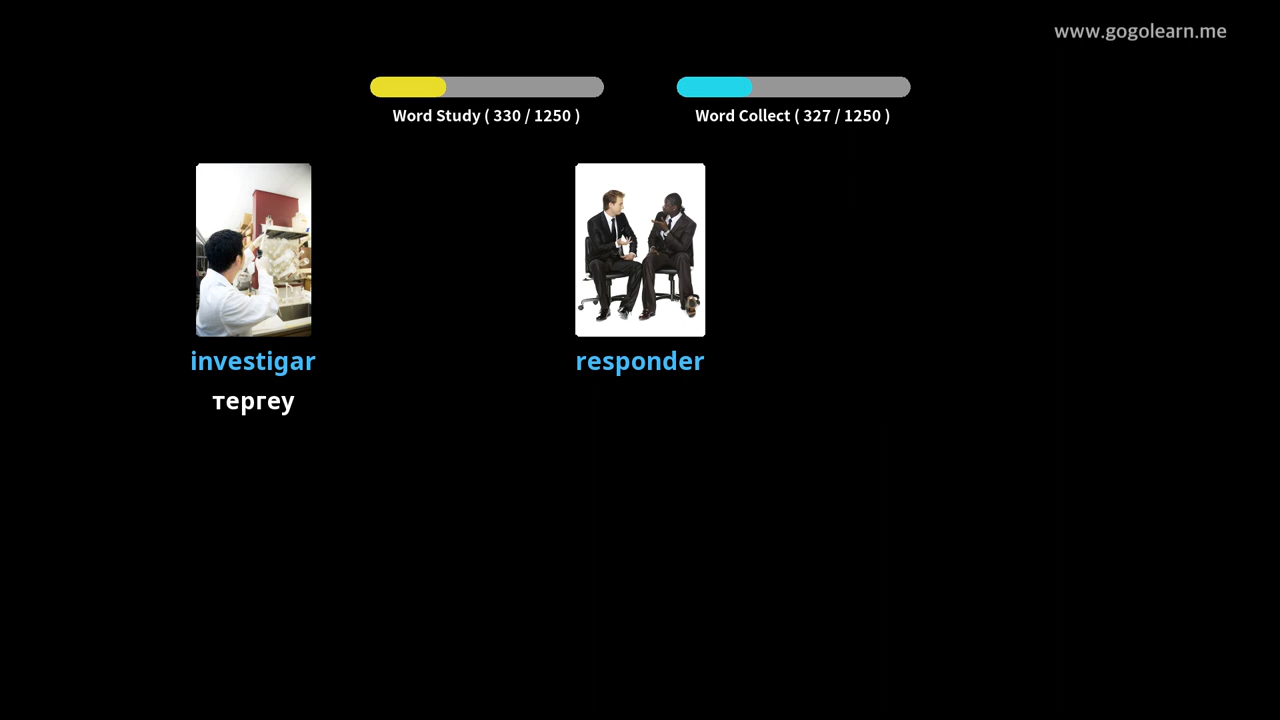 www.gogolearn.me
Word Study ( 330 / 1250 )
Word Collect ( 327 / 1250 )
investigar
responder
тергеу